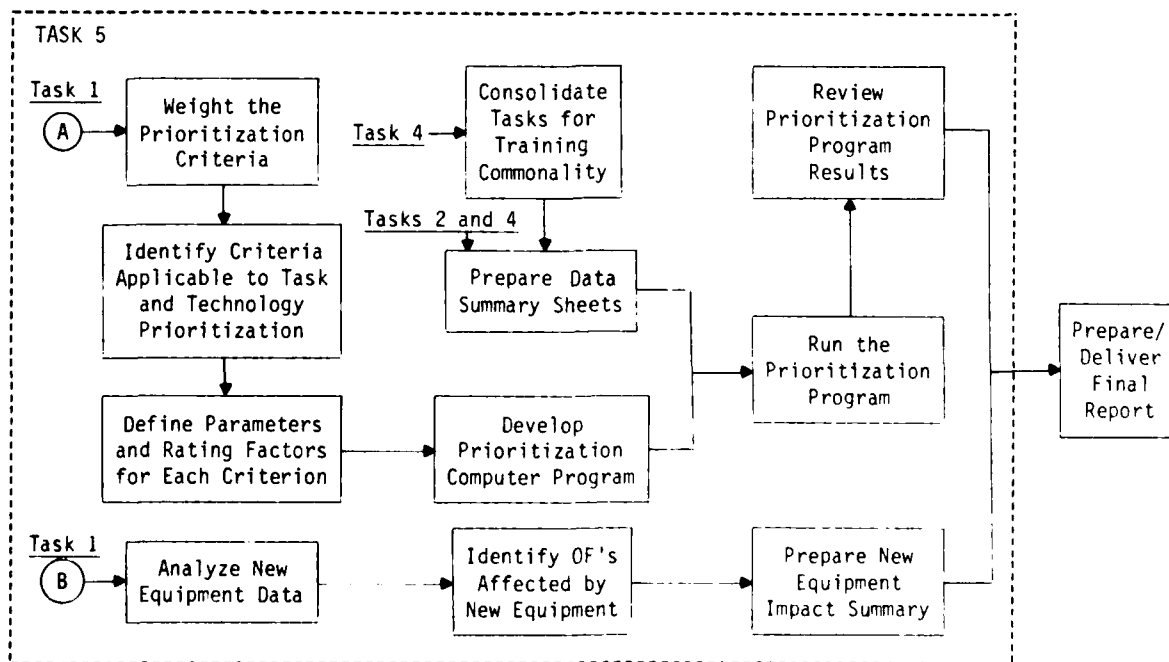 TASK 5
Task 1
A
Weight the
Prioritization
Criteria
Task 4
Consolidate
Tasks for
Training
Commonality
Review
Prioritization
Program
Results
Identify Criteria
Applicable to Task
and Technology
Prioritization
Tasks 2 and 4
Prepare Data
Summary Sheets
Run the
Prioritization
Program
Prepare/
Deliver
Final
Report
Define Parameters
and Rating Factors
for Each Criterion
Develop
Prioritization
Computer Program
Task 1
B
Analyze New
Equipment Data
Identify OF's
Affected by
New Equipment
Prepare New
Equipment
Impact Summary